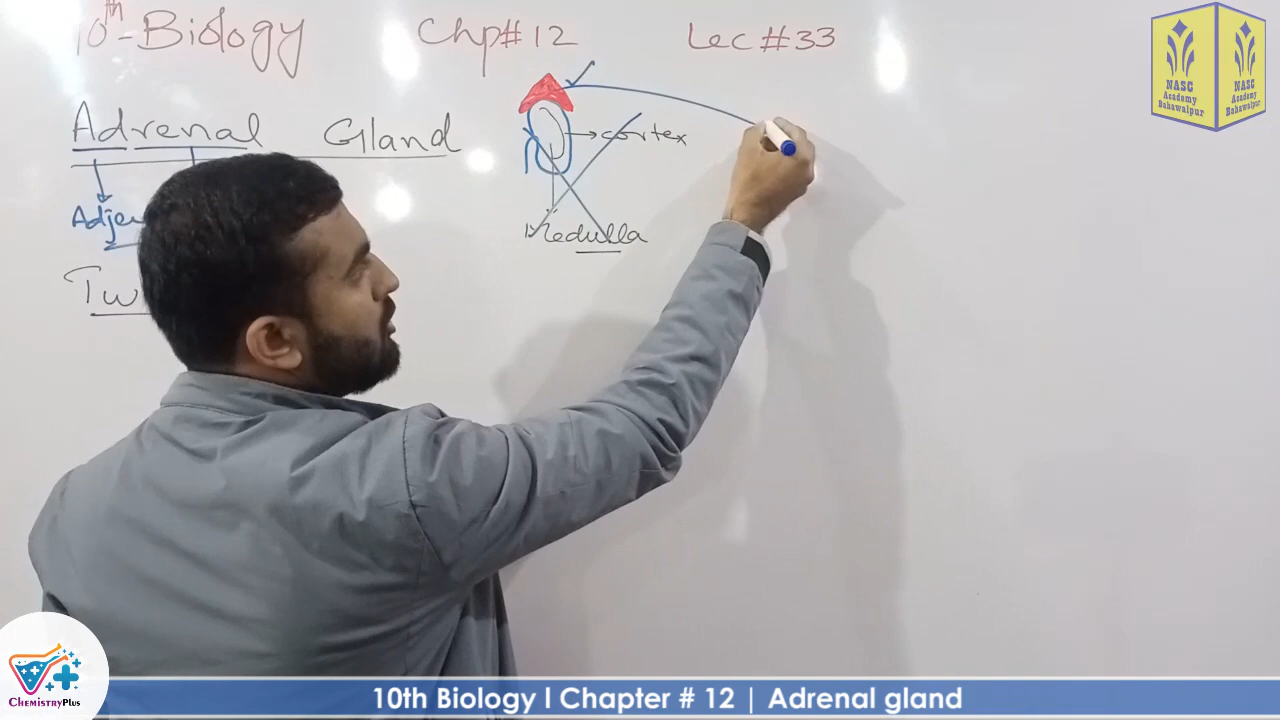 10th-Biology Chp#12 Lec#33
Adrenal Gland
cortex
Medulla
NASC
Academy
Bahawalpur
NASC
Academy
Bahawalpur
ChemistryPlus
10th Biology I Chapter # 12 | Adrenal gland